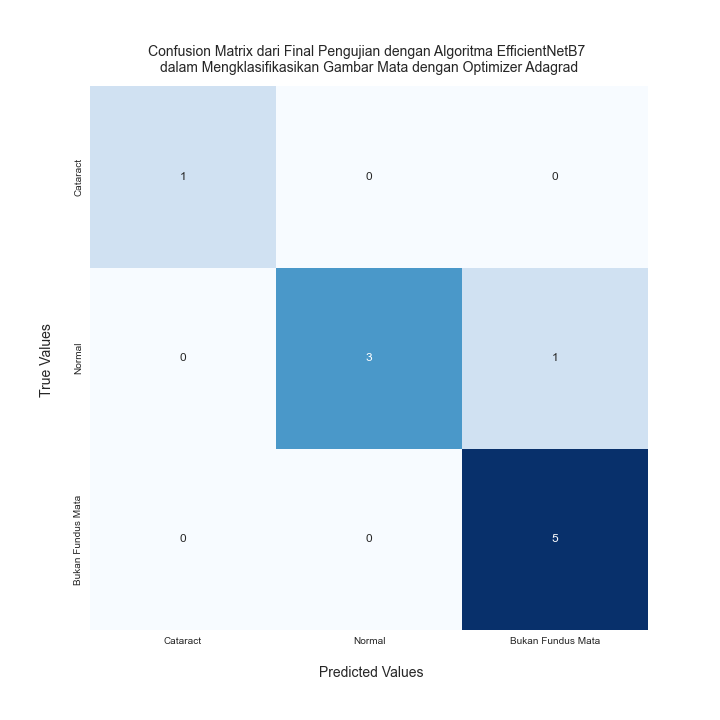 Confusion Matrix dari Final Pengujian dengan Algoritma EfficientNetB7
dalam Mengklasifikasikan Gambar Mata dengan Optimizer Adagrad
True Values
Cataract
1 0 0
Normal
0 3 1
Bukan Fundus Mata
0 0 5
Cataract Normal Bukan Fundus Mata
Predicted Values